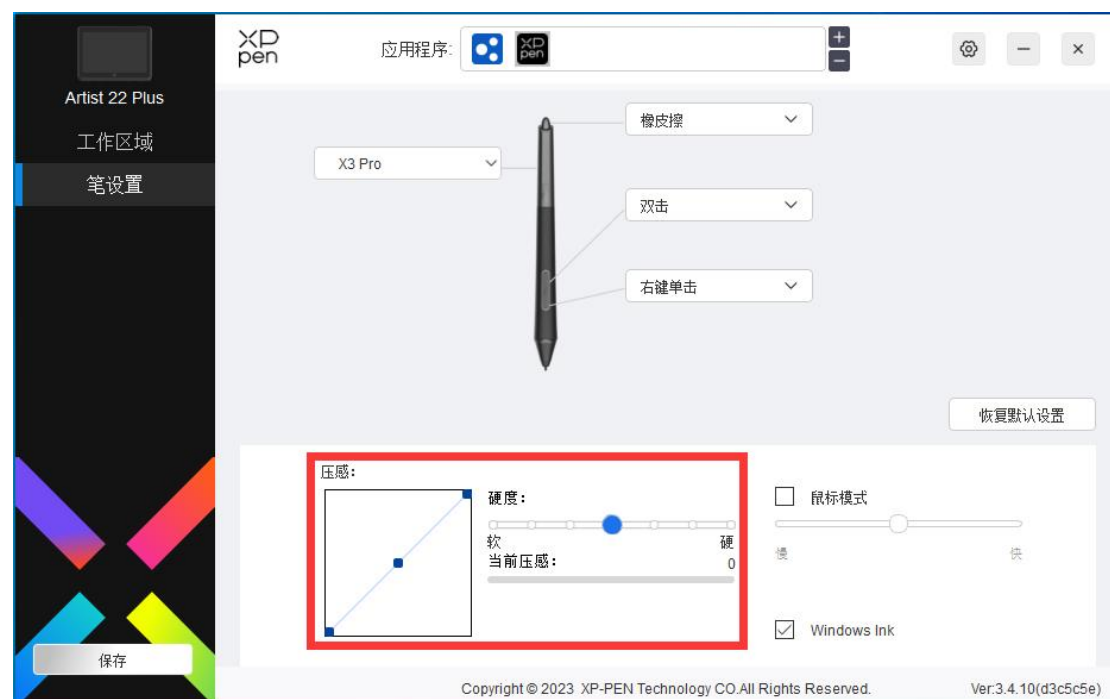 XP
pen
应用程序:
XP
pen
Artist 22 Plus
工作区域
笔设置
橡皮擦
X3 Pro
双击
右键单击
恢复默认设置
压感：
硬度：
软 硬
当前压感： 0
鼠标模式
慢 快
Windows Ink
保存
Copyright © 2023 XP-PEN Technology CO.All Rights Reserved.
Ver:3.4.10(d3c5c5e)